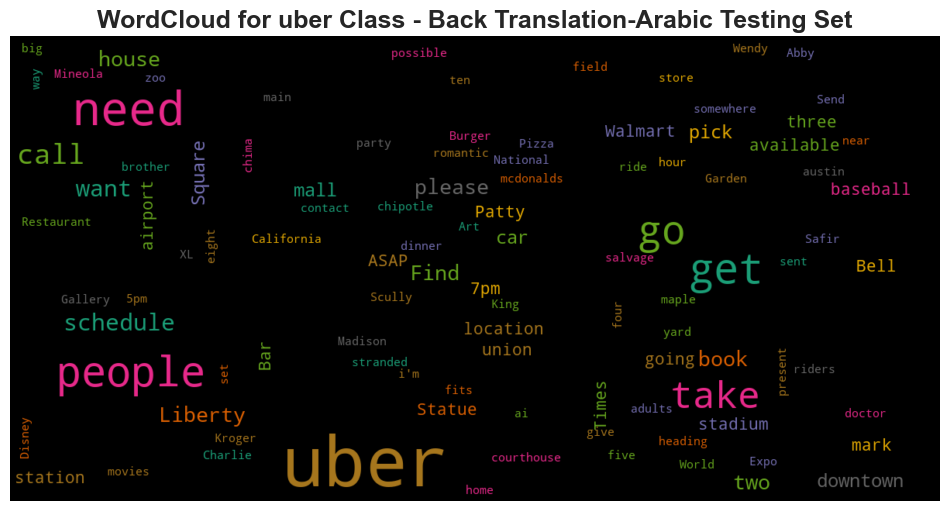 WordCloud for uber Class - Back Translation-Arabic Testing Set
big
house
possible
Wendy
Abby
way
Mineola
zoo
ten
field
store
main
Send
need
somewhere
three
call
Square
chima
party
Burger
romantic
Pizza
National
Walmart
pick
available
near
brother
want
airport
mall
contact
please
chipotle
mcdonalds
ride
hour
Garden
austin
baseball
Restaurant
XL
eight
California
dinner
Art
Patty
car
go
salvage
get
sent
Safir
Bell
ASAP
Find
Gallery
5pm
Scully
7pm
King
maple
four
schedule
Madison
location
union
yard
people
set
Bar
stranded
i'm
fits
going
book
present
riders
Liberty
Statue
ai
Times
take
adults
stadium
doctor
Disney
Kroger
Charlie
give
heading
mark
station
movies
uber
courthouse
home
five
World
Expo
two
downtown